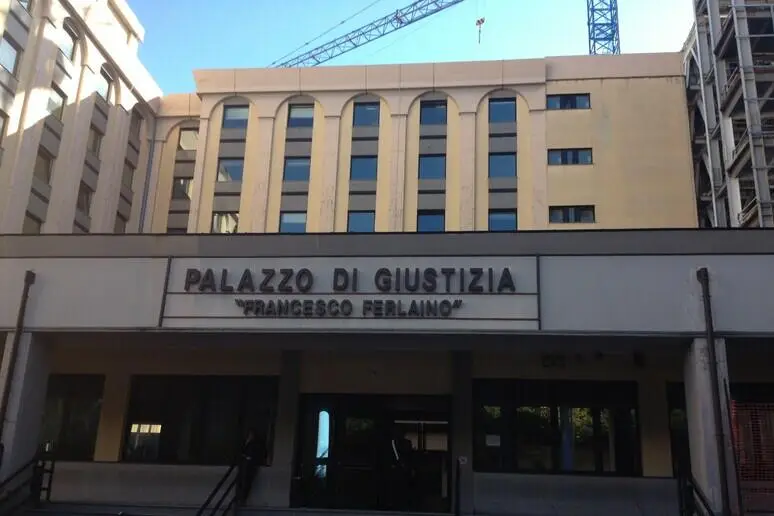 PALAZZO DI GIUSTIZIA
"FRANCESCO FERLAINO"